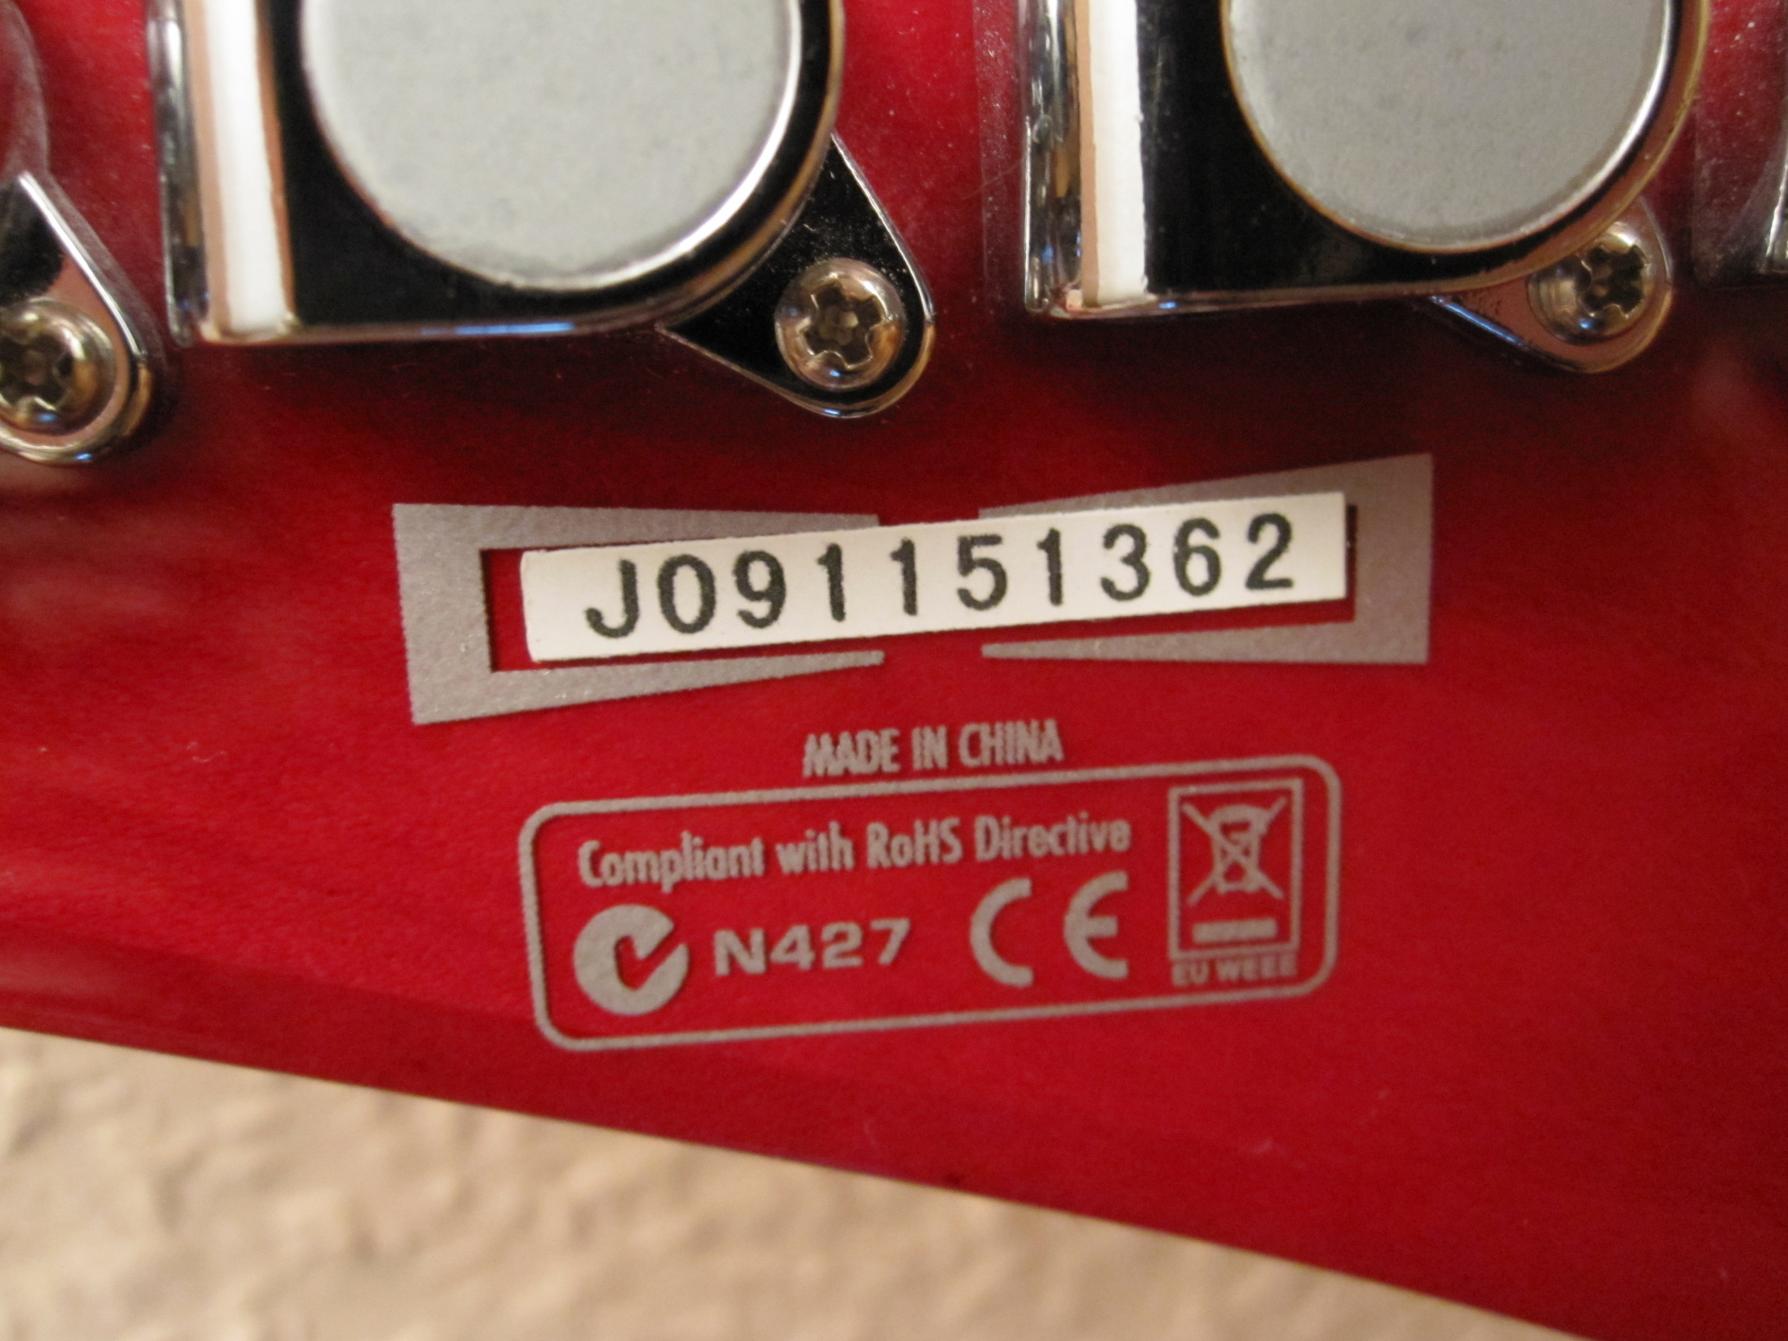 J091151362
MADE IN CHINA
Compliant with RoHS Directive
N427 CE
EU WEEE